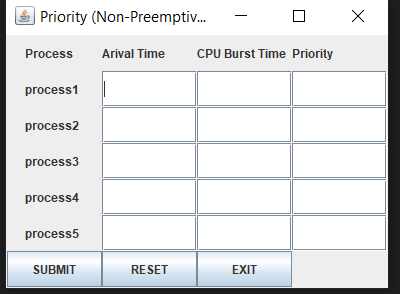 Priority (Non-Preemptiv...
Process Arival Time CPU Burst Time Priority
process1
process2
process3
process4
process5
SUBMIT RESET EXIT